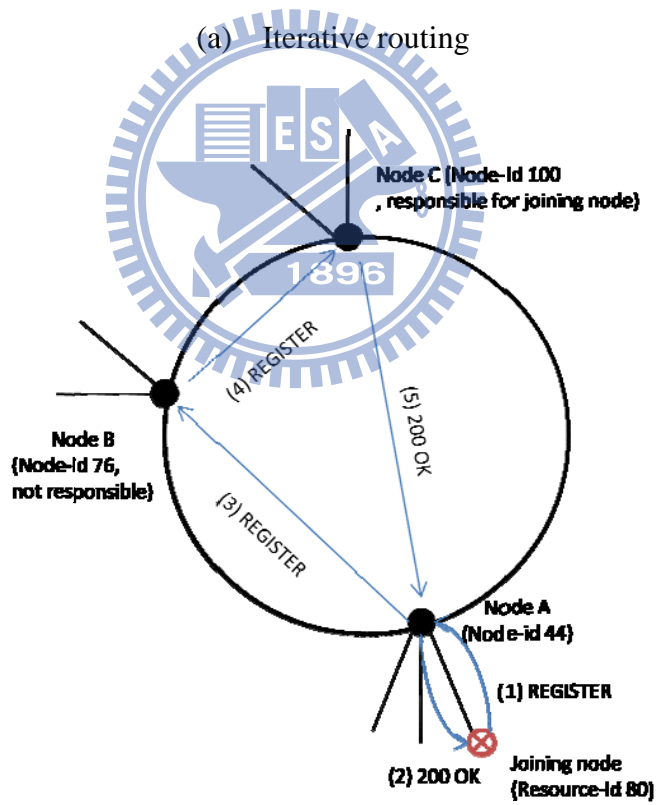 (a) Iterative routing
E S A
Node C (Node-id 100
, responsible for joining node)
1896
(4) REGISTER
(5) 200 OK
Node B
(Node-id 76,
not responsible)
(3) REGISTER
Node A
(Node-id 44)
(1) REGISTER
(2) 200 OK
Joining node
(Resource-id 80)